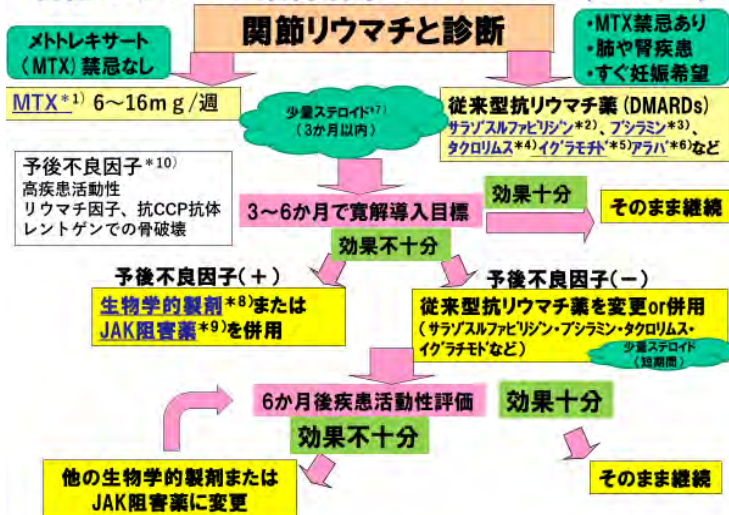 関節リウマチと診断
メトトレキサート
(MTX)禁忌なし
・MTX禁忌あり
・肺や腎疾患
・すぐ妊娠希望
MTX*1) 6～16mg/週
少量ステロイド*7)
(3か月以内)
従来型抗リウマチ薬(DMARDs)
サラゾスルファピリジン*2)、ブシラミン*3)、
タクロリムス*4)イグラモチド*5)アラバ*6)など
予後不良因子*10)
高疾患活動性
リウマチ因子、抗CCP抗体
レントゲンでの骨破壊
3～6か月で寛解導入目標
効果十分
そのまま継続
効果不十分
予後不良因子(+)
生物学的製剤*8)または
JAK阻害薬*9)を併用
予後不良因子(-)
従来型抗リウマチ薬を変更or併用
(サラゾスルファピリジン・ブシラミン・タクロリムス・
イグラチモドなど)
少量ステロイド
(短期間)
6か月後疾患活動性評価
効果十分
効果不十分
他の生物学的製剤または
JAK阻害薬に変更
そのまま継続